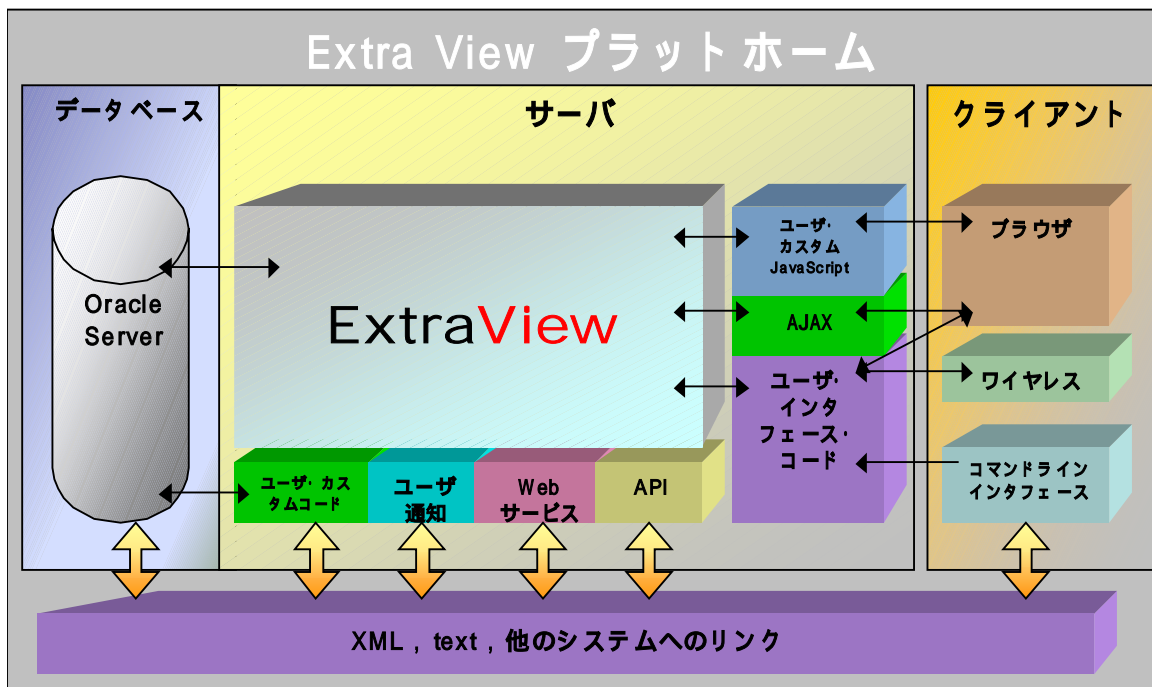 Extra View プラットホーム
データベース
サーバ
クライアント
Oracle
Server
ExtraView
ユーザ・
カスタム
JavaScript
AJAX
ユーザ・
インタ
フェース・
コード
ブラウザ
ワイヤレス
コマンドライン
インタフェース
ユーザ・カス
タムコード
ユーザ
通知
Web
サービス
API
XML , text , 他のシステムへのリンク